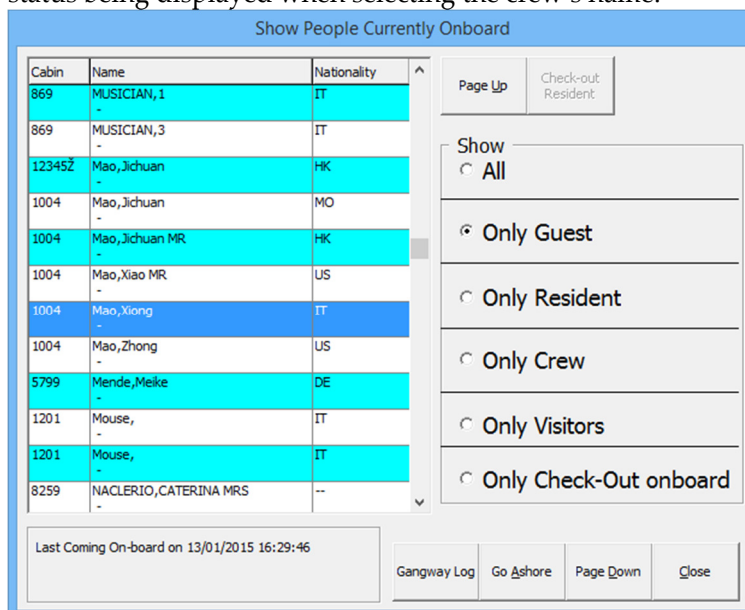 status being displayed when selecting the crew's name.
Show People Currently Onboard
Cabin Name Nationality
869 MUSICIAN,1 IT
-
869 MUSICIAN,3 IT
-
12345Ž Mao,Jichuan HK
-
1004 Mao,Jichuan MO
-
1004 Mao,Jichuan MR HK
-
1004 Mao,Xiao MR US
-
1004 Mao,Xiong IT
-
1004 Mao,Zhong US
-
5799 Mende,Meike DE
-
1201 Mouse, IT
-
1201 Mouse, IT
-
8259 NACLERIO,CATERINA MRS --
-
Page Up
Check-out
Resident
Show
All
Only Guest
Only Resident
Only Crew
Only Visitors
Only Check-Out onboard
Last Coming On-board on 13/01/2015 16:29:46
Gangway Log Go Ashore Page Down Close